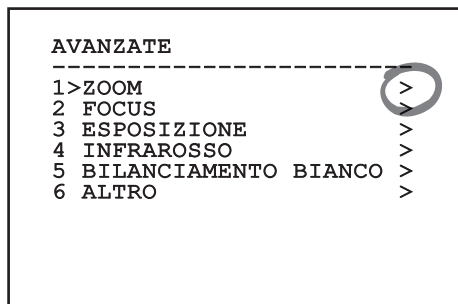 AVANZATE
--------------------------
1>ZOOM >
2 FOCUS >
3 ESPOSIZIONE >
4 INFRAROSSO >
5 BILANCIAMENTO BIANCO >
6 ALTRO >